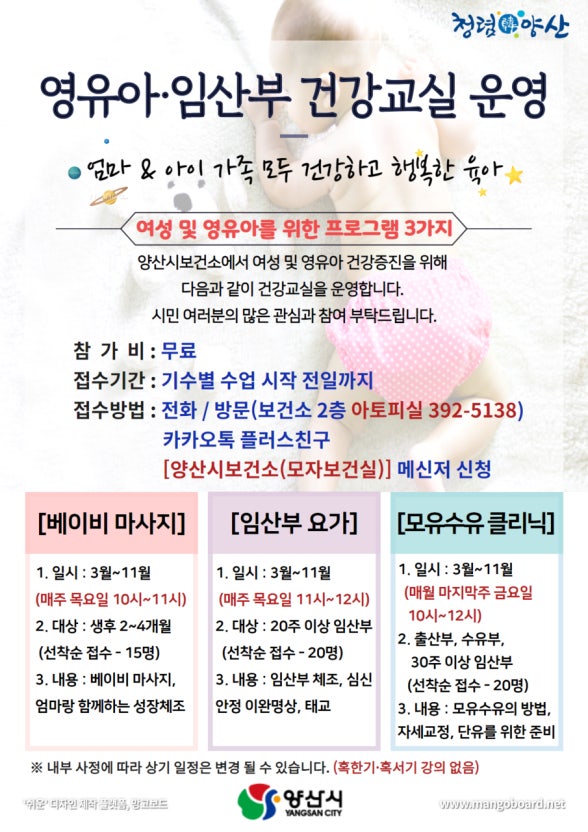 청렴 양산
영유아·임산부 건강교실 운영
엄마 & 아이 가족 모두 건강하고 행복한 육아
여성 및 영유아를 위한 프로그램 3가지
양산시보건소에서 여성 및 영유아 건강증진을 위해
다음과 같이 건강교실을 운영합니다.
시민 여러분의 많은 관심과 참여 부탁드립니다.
참 가 비 : 무료
접수기간 : 기수별 수업 시작 전일까지
접수방법 : 전화 / 방문(보건소 2층 아토피실 392-5138)
카카오톡 플러스친구
[양산시보건소(모자보건실)] 메신저 신청
[베이비 마사지]
1. 일시 : 3월~11월
(매주 목요일 10시~11시)
2. 대상 : 생후 2~4개월
(선착순 접수 - 15명)
3. 내용 : 베이비 마사지,
엄마랑 함께하는 성장체조
[임산부 요가]
1. 일시 : 3월~11월
(매주 목요일 11시~12시)
2. 대상 : 20주 이상 임산부
(선착순 접수 - 20명)
3. 내용 : 임산부 체조, 심신
안정 이완명상, 태교
[모유수유 클리닉]
1. 일시 : 3월~11월
(매월 마지막주 금요일
10시~12시)
2. 출산부, 수유부,
30주 이상 임산부
(선착순 접수 - 20명)
3. 내용 : 모유수유의 방법,
자세교정, 단유를 위한 준비
※ 내부 사정에 따라 상기 일정은 변경 될 수 있습니다. (혹한기·혹서기 강의 없음)
'쉬운' 디자인 제작 플랫폼, 망고보드
양산시
YANGSAN CITY
www.mangoboard.net